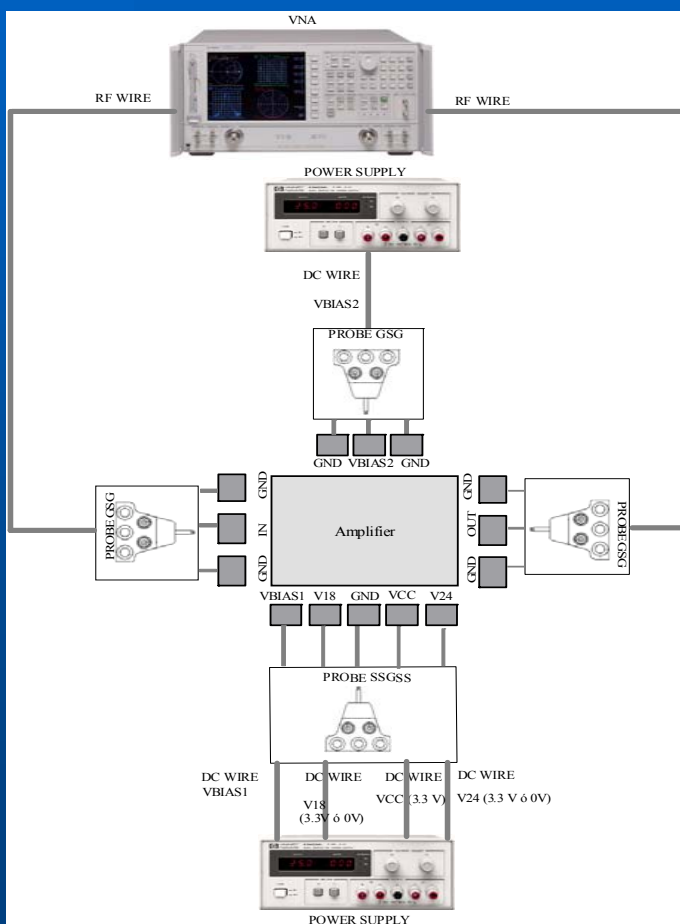 VNA
RF WIRE
RF WIRE
POWER SUPPLY
DC WIRE
VBIAS2
PROBE GSG
GND VBIAS2 GND
PROBE GSG
GND
IN
GND
Amplifier
GND
OUT
GND
PROBE GSG
VBIAS1 V18 GND VCC V24
PROBE SSGSS
DC WIRE
VBIAS1
DC WIRE
V18
(3.3V ó 0V)
DC WIRE
VCC (3.3 V)
DC WIRE
V24 (3.3 V ó 0V)
POWER SUPPLY